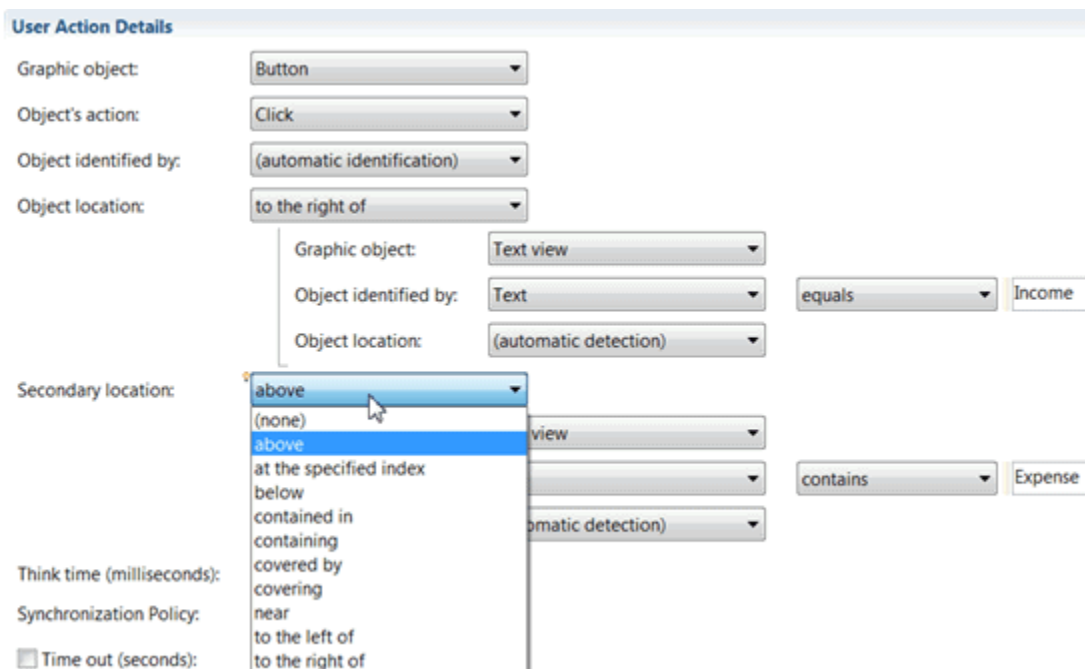 User Action Details
Graphic object: Button
Object's action: Click
Object identified by: (automatic identification)
Object location: to the right of
Graphic object: Text view
Object identified by: Text equals Income
Object location: (automatic detection)
Secondary location: above
(none)
above
view
at the specified index
below
contains Expense
contained in
omatic detection)
containing
covered by
Think time (milliseconds):
covering
Synchronization Policy:
near
to the left of
Time out (seconds):
to the right of